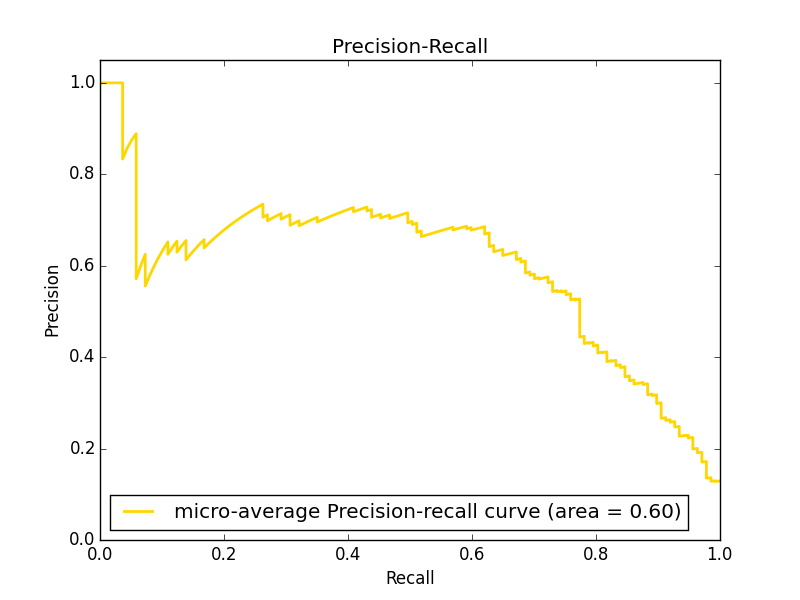 Precision-Recall
1.0
0.8
0.6
0.4
0.2
0.0
Precision
micro-average Precision-recall curve (area = 0.60)
0.0 0.2 0.4 0.6 0.8 1.0
Recall